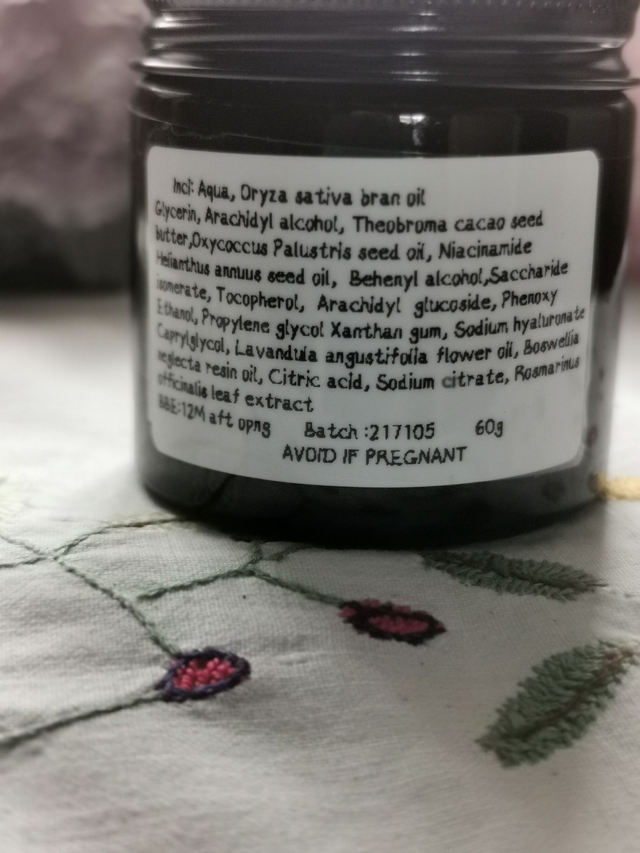 Inci: Aqua, Oryza sativa bran oil
Glycerin, Arachidyl alcohol, Theobroma cacao seed
butter,Oxycoccus Palustris seed oil, Niacinamide
Helianthus annuus seed oil, Behenyl alcohol,Saccharide
isomerate, Tocopherol, Arachidyl glucoside, Phenoxy
Ethanol, Propylene glycol Xanthan gum, Sodium hyaluronate
Caprylglycol, Lavandula angustifolia flower oil, Boswellia
neglecta resin oil, Citric acid, Sodium citrate, Rosmarinus
officinalis leaf extract
BBE:12M aft opng Batch :217105 60g
AVOID IF PREGNANT